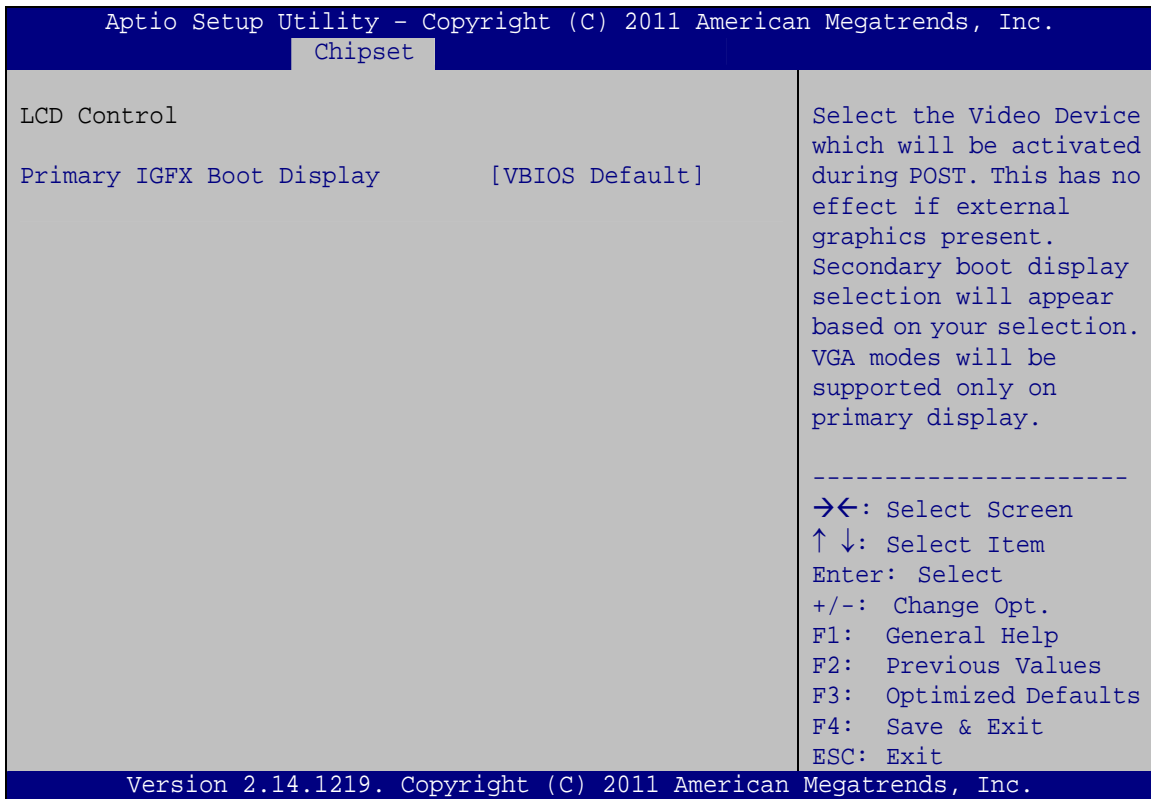 Aptio Setup Utility – Copyright (C) 2011 American Megatrends, Inc.
Chipset
LCD Control
Primary IGFX Boot Display [VBIOS Default]
Select the Video Device
which will be activated
during POST. This has no
effect if external
graphics present.
Secondary boot display
selection will appear
based on your selection.
VGA modes will be
supported only on
primary display.
----------------------
→←: Select Screen
↑ ↓: Select Item
Enter: Select
+/-: Change Opt.
F1: General Help
F2: Previous Values
F3: Optimized Defaults
F4: Save & Exit
ESC: Exit
Version 2.14.1219. Copyright (C) 2011 American Megatrends, Inc.